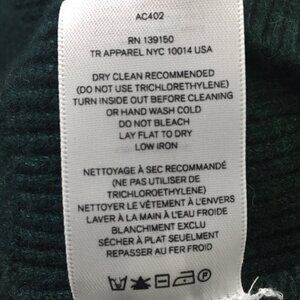 AC402
RN 139150
TR APPAREL NYC 10014 USA
DRY CLEAN RECOMMENDED
(DO NOT USE TRICHLORETHYLENE)
TURN INSIDE OUT BEFORE CLEANING
OR HAND WASH COLD
DO NOT BLEACH
LAY FLAT TO DRY
LOW IRON
NETTOYAGE À SEC RECOMMANDÉ
(NE PAS UTILISER DE
TRICHLOROETHYLENE)
NETTOYER LE VÊTEMENT À L'ENVERS
LAVER À LA MAIN À L'EAU FROIDE
BLANCHIMENT EXCLU
SÉCHER À PLAT SEULEMENT
REPASSER AU FER FROID
P